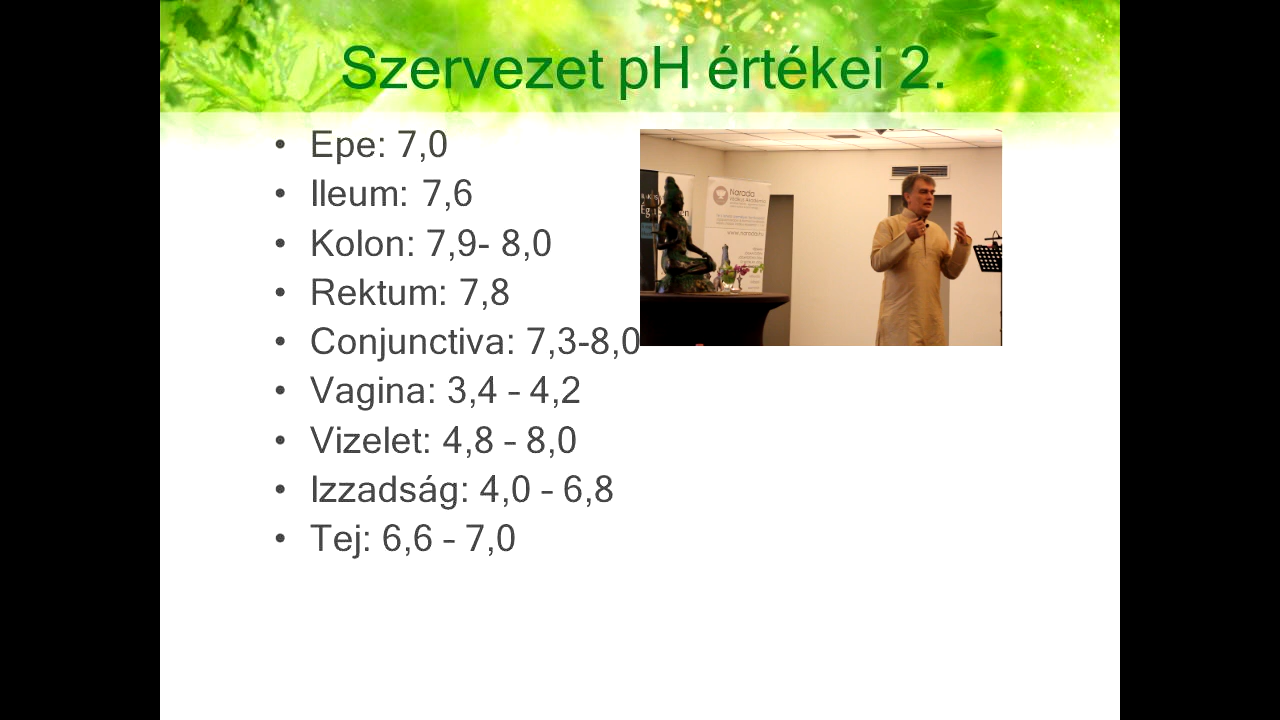 Szervezet pH értékei 2.
• Epe: 7,0
• Ileum: 7,6
• Kolon: 7,9- 8,0
• Rektum: 7,8
• Conjunctiva: 7,3-8,0
• Vagina: 3,4 – 4,2
• Vizelet: 4,8 – 8,0
• Izzadság: 4,0 – 6,8
• Tej: 6,6 – 7,0
Narada